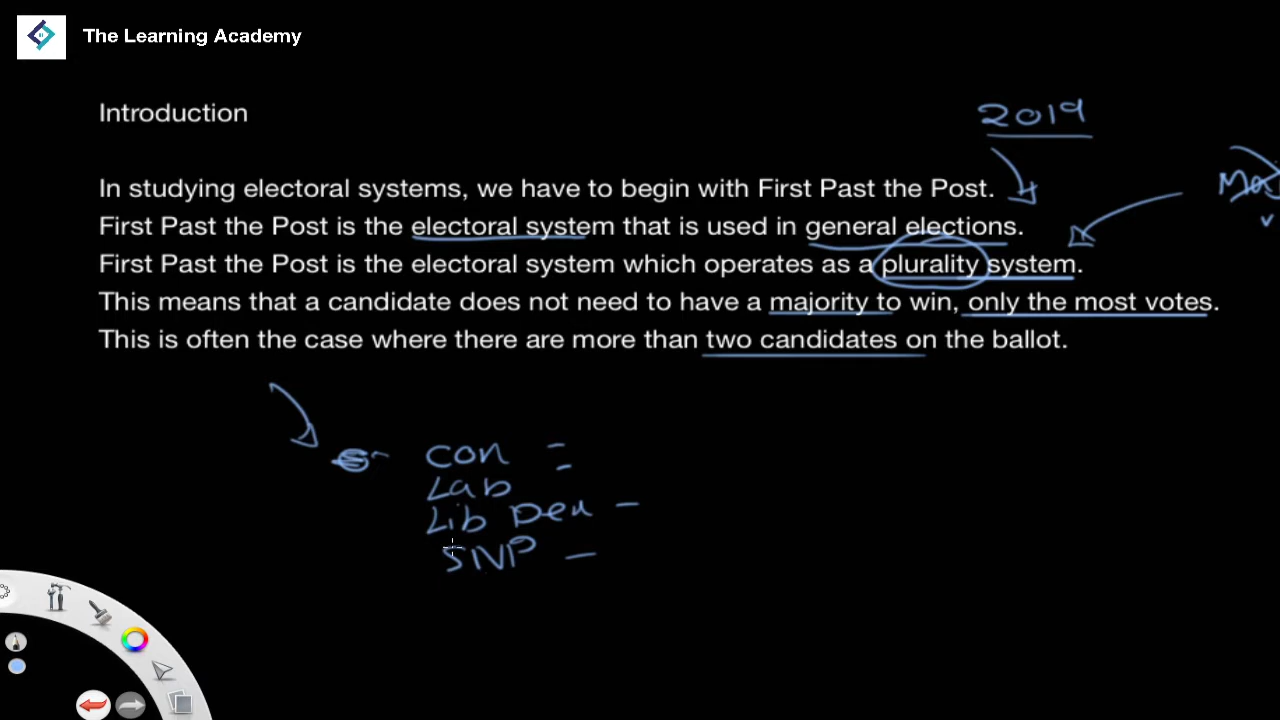 The Learning Academy
Introduction
2019
In studying electoral systems, we have to begin with First Past the Post.
First Past the Post is the electoral system that is used in general elections.
First Past the Post is the electoral system which operates as a plurality system.
This means that a candidate does not need to have a majority to win, only the most votes.
This is often the case where there are more than two candidates on the ballot.
Con
Lab
Lib Dem
SNP